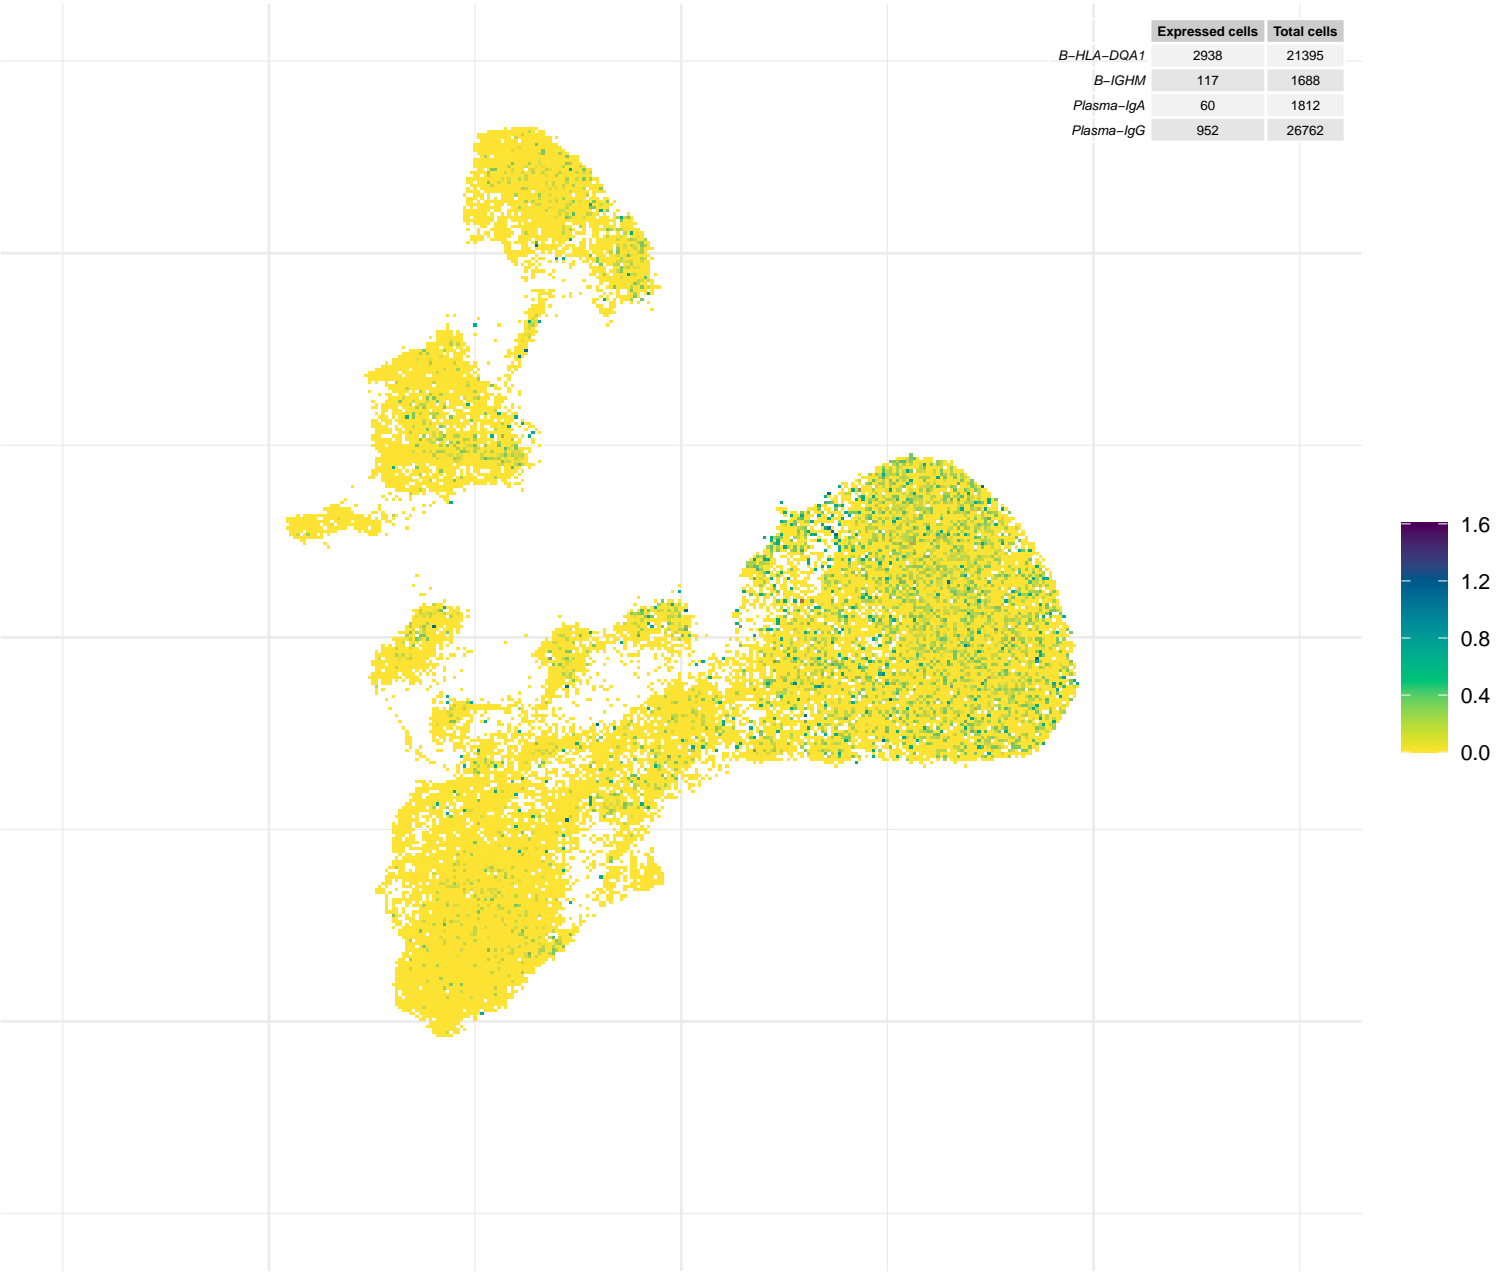 Expressed cells Total cells
B−HLA−DQA1 2938 21395
B−IGHM 117 1688
Plasma−IgA 60 1812
Plasma−IgG 952 26762
1.6
1.2
0.8
0.4
0.0